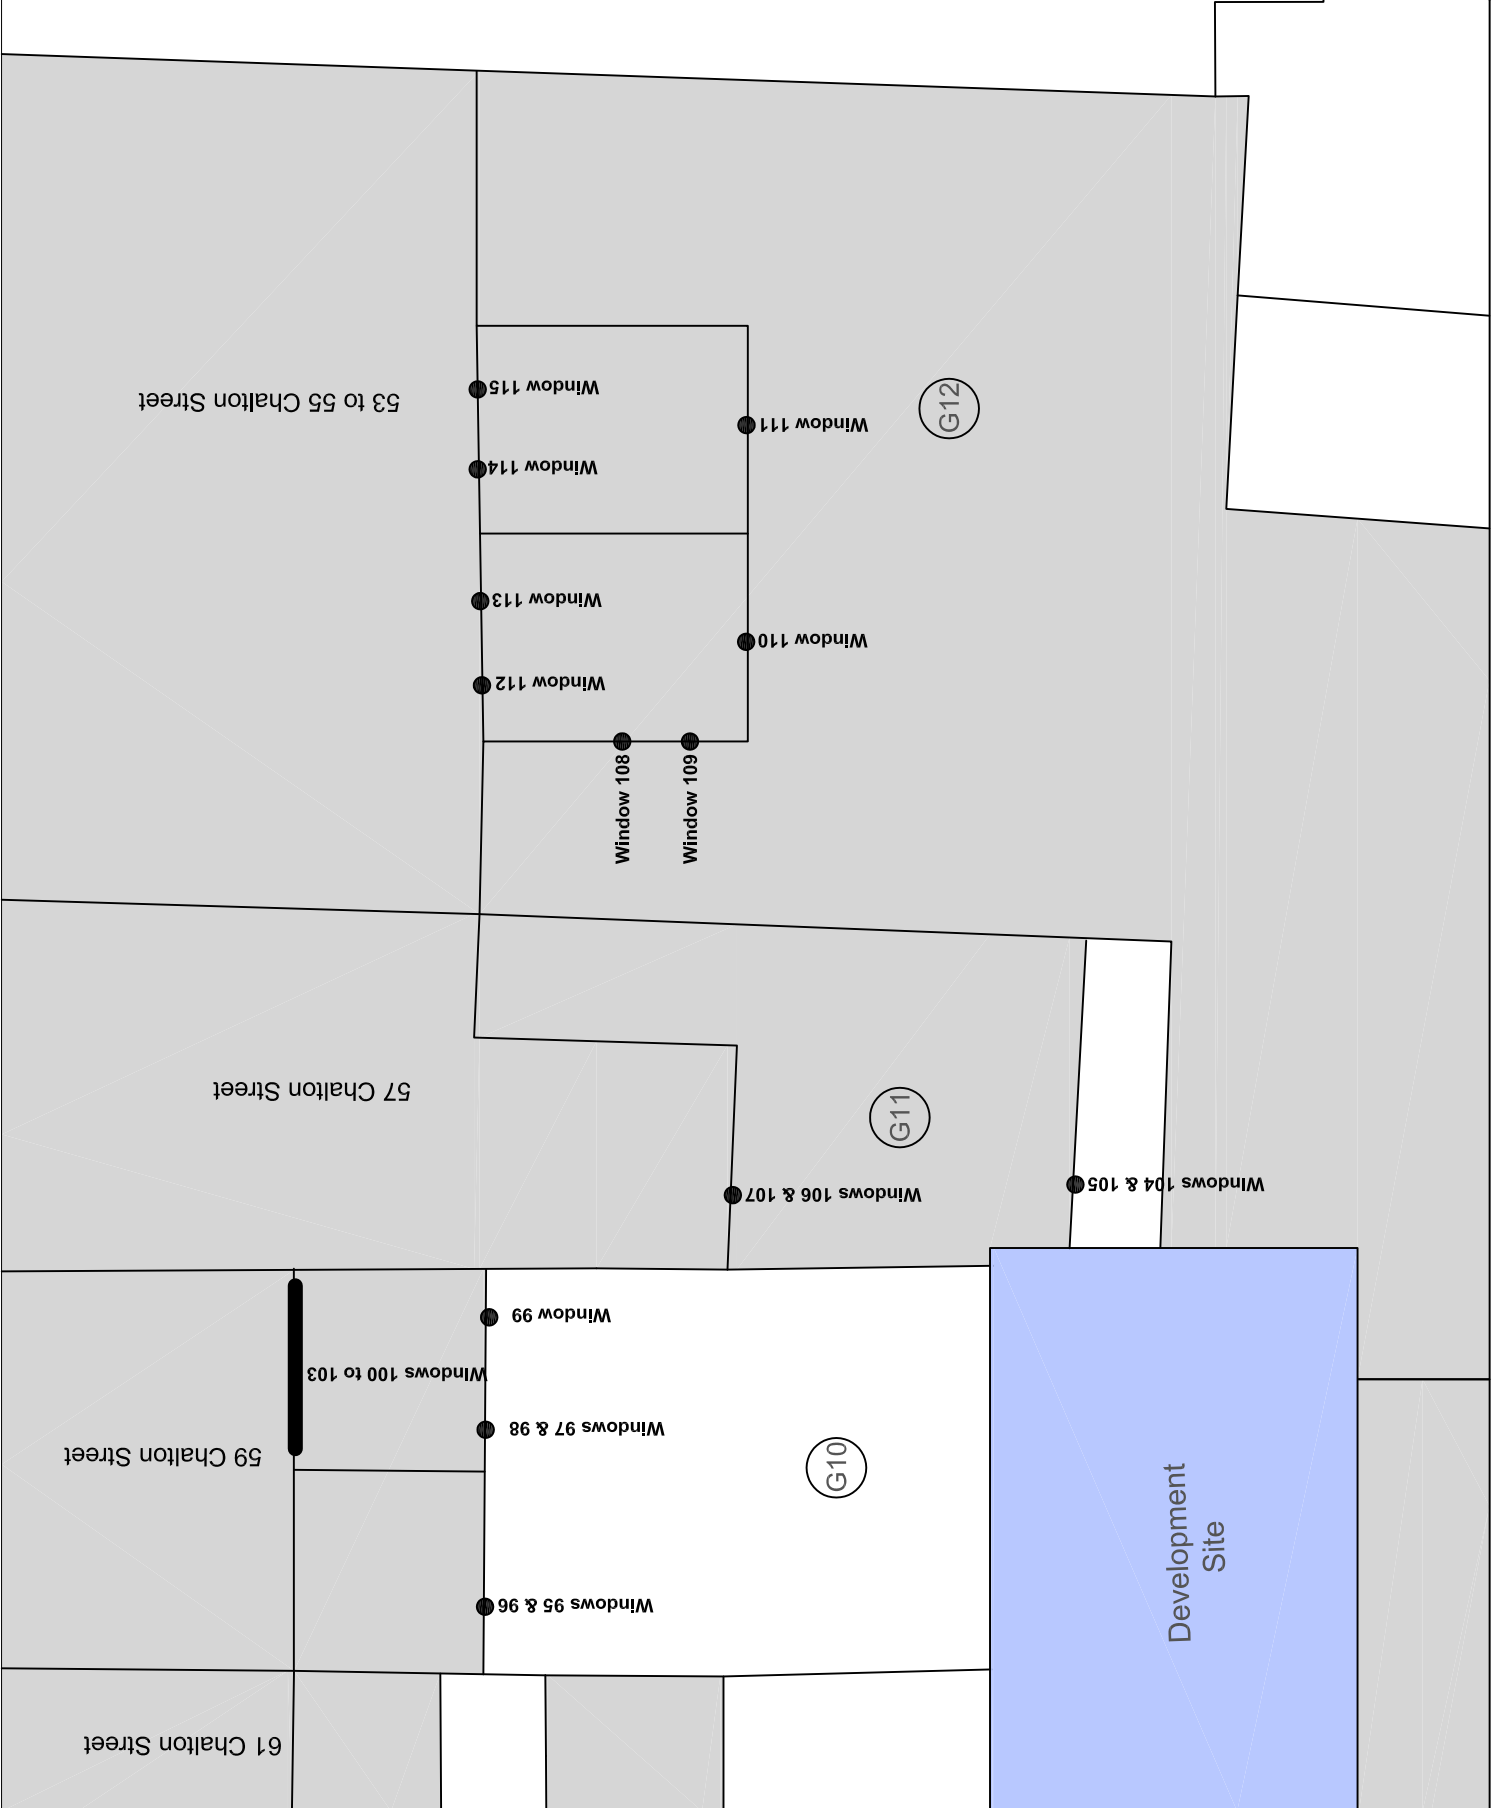 53 to 55 Chalton Street
Window 115
Window 111
G12
Window 114
Window 113
Window 110
Window 112
Window 108
Window 109
57 Chalton Street
G11
Windows 106 & 107
Windows 104 & 105
Window 99
Windows 100 to 103
Windows 97 & 98
59 Chalton Street
G10
Development
Site
Windows 95 & 96
61 Chalton Street